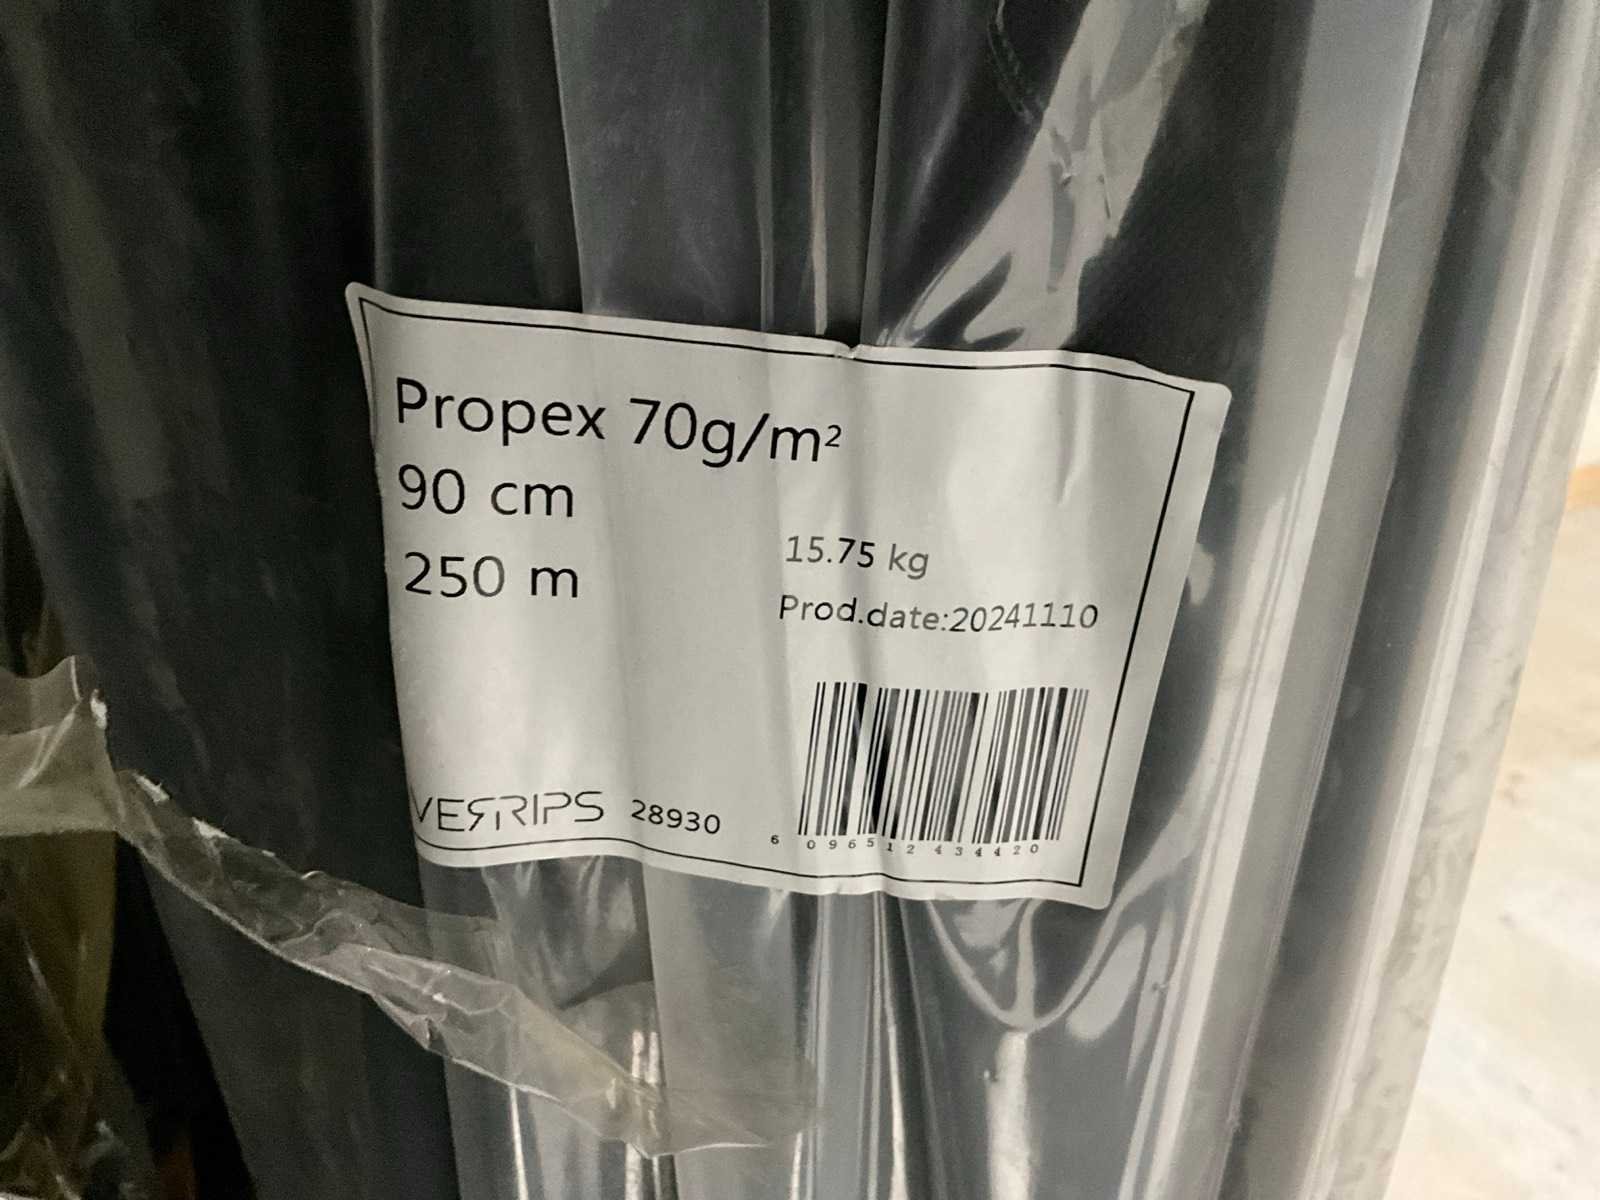 Propex 70g/m²
90 cm
250 m
15.75 kg
Prod.date:20241110
VERRIPS 28930
6 096512 434420